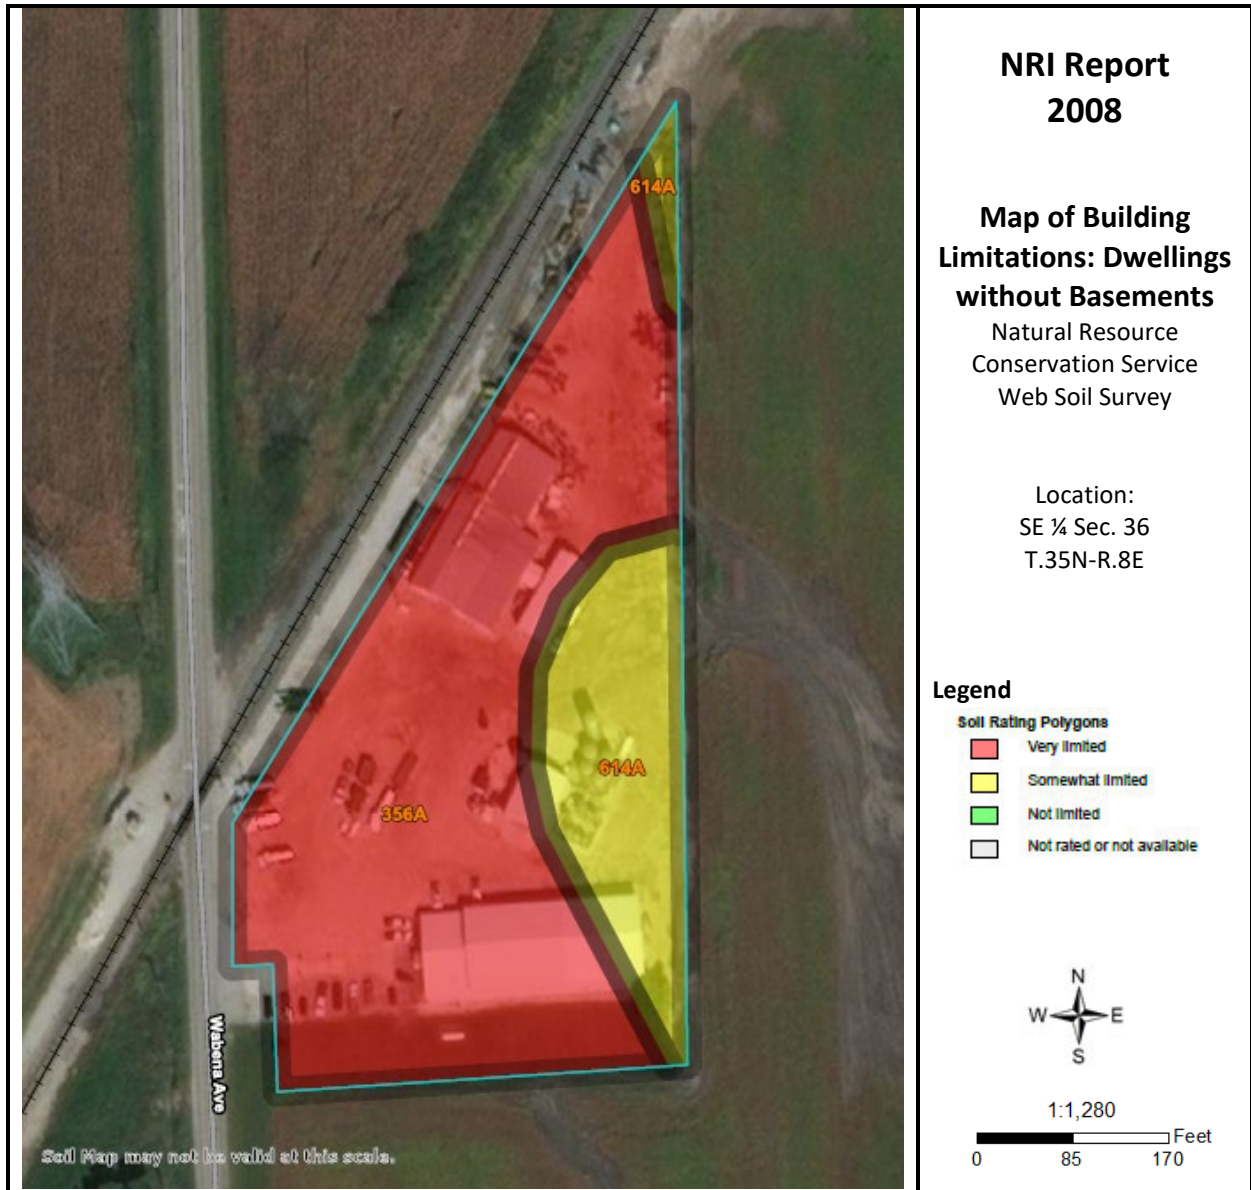 614A
614A
356A
Wabena Ave
Soil Map may not be valid at this scale.
NRI Report
2008
Map of Building
Limitations: Dwellings
without Basements
Natural Resource
Conservation Service
Web Soil Survey
Location:
SE ¼ Sec. 36
T.35N-R.8E
Legend
Soil Rating Polygons
Very limited
Somewhat limited
Not limited
Not rated or not available
N
W E
S
1:1,280
Feet
0 85 170